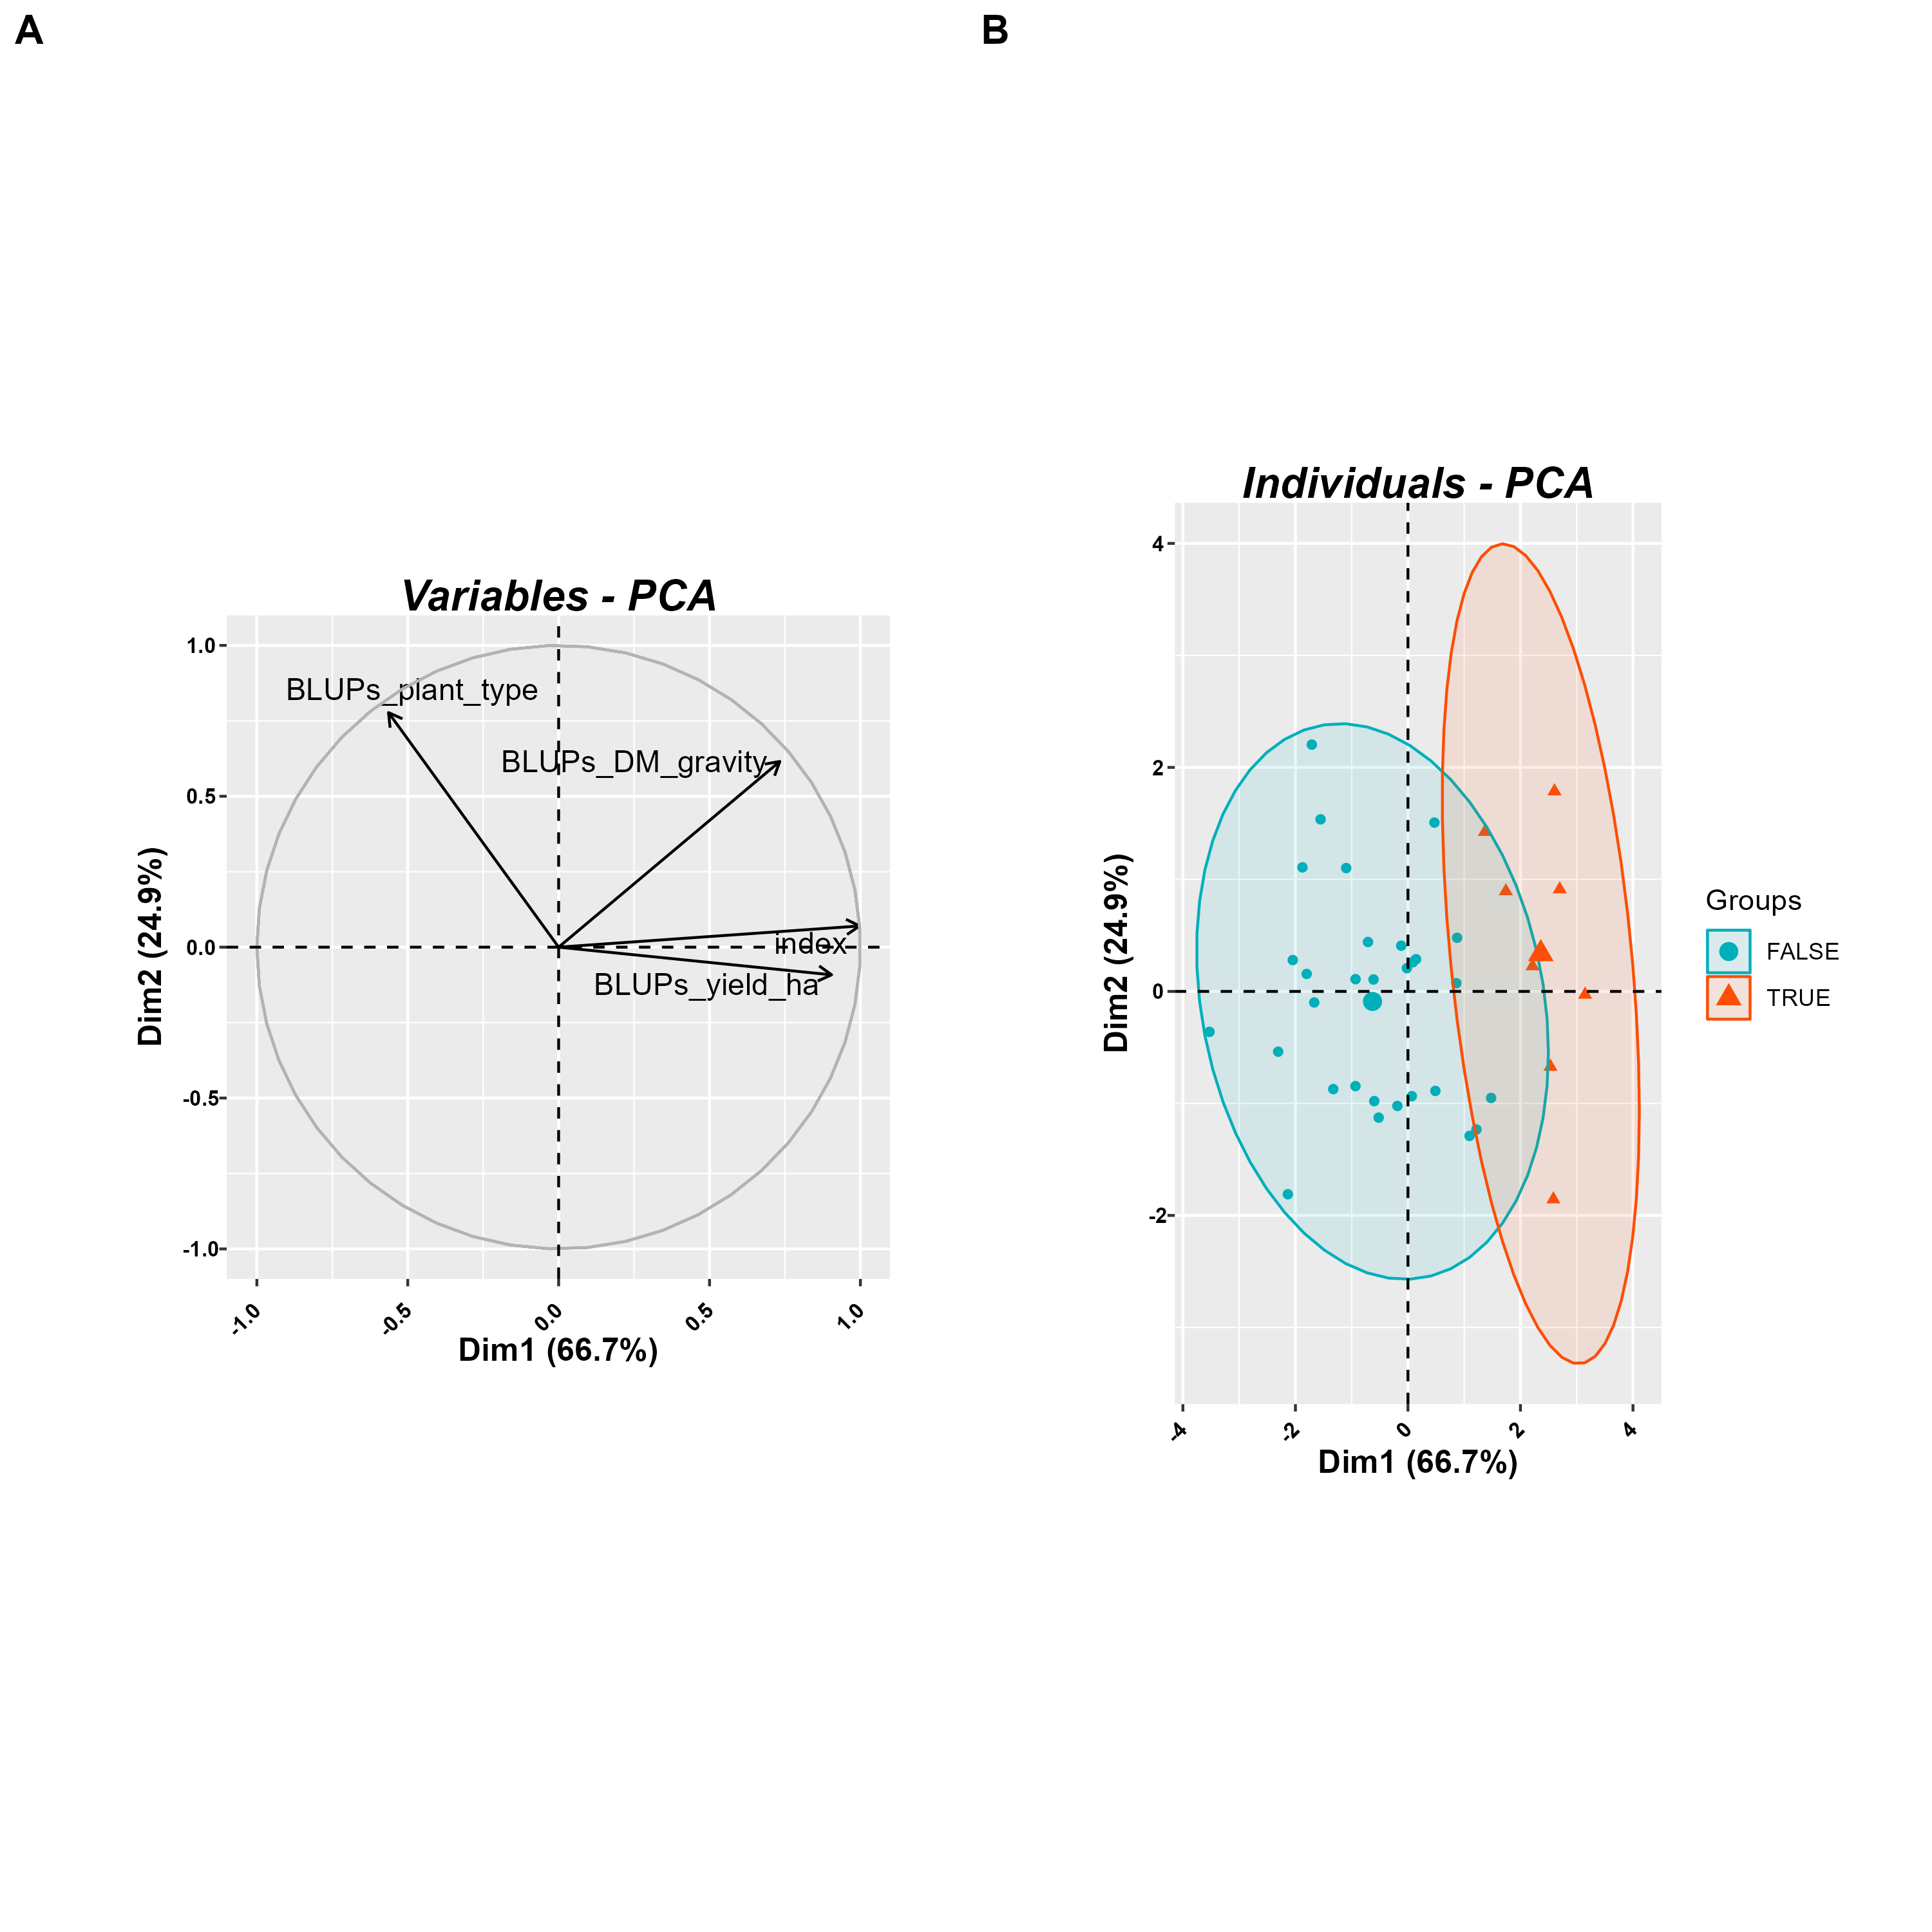 A
B
Variables - PCA
BLUPs_plant_type
BLUPs_DM_gravity
index
BLUPs_yield_ha
1.0
0.5
0.0
-0.5
-1.0
Dim2 (24.9%)
-1.0
-0.5
0.0
0.5
1.0
Dim1 (66.7%)
Individuals - PCA
4
2
0
-2
Dim2 (24.9%)
-4
-2
0
2
4
Dim1 (66.7%)
Groups
FALSE
TRUE